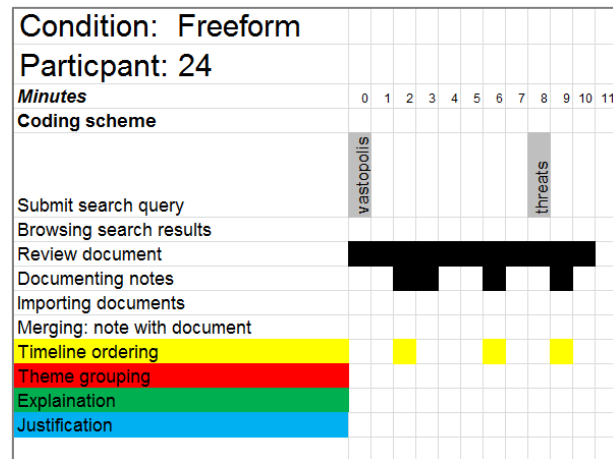 Condition: Freeform
Particpant: 24
Minutes 0 1 2 3 4 5 6 7 8 9 10 11
Coding scheme
Submit search query vastopolis threats
Browsing search results
Review document
Documenting notes
Importing documents
Merging: note with document
Timeline ordering
Theme grouping
Explaination
Justification